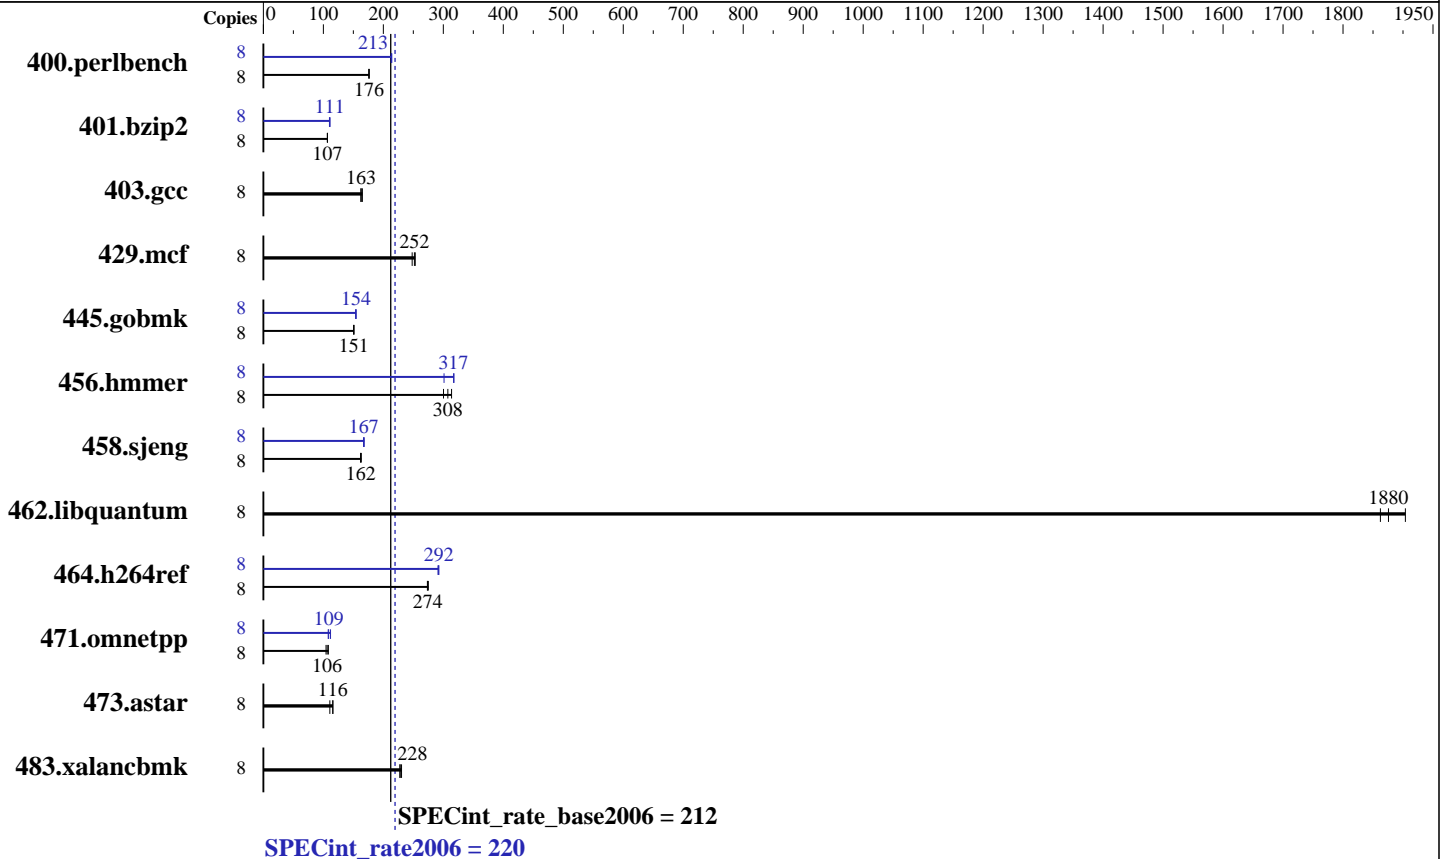 Copies 0 100 200 300 400 500 600 700 800 900 1000 1100 1200 1300 1400 1500 1600 1700 1800 1950
400.perlbench 8 213
8 176
401.bzip2 8 111
8 107
403.gcc 8 163
429.mcf 8 252
445.gobmk 8 154
8 151
456.hmmer 8 317
8 308
458.sjeng 8 167
8 162
462.libquantum 8 1880
464.h264ref 8 292
8 274
471.omnetpp 8 109
8 106
473.astar 8 116
483.xalancbmk 8 228
SPECint_rate_base2006 = 212
SPECint_rate2006 = 220